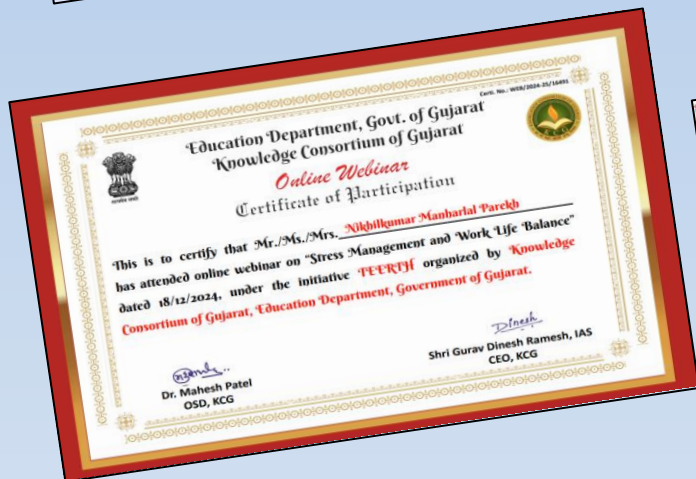 Certi. No.: WEB/2024-25/16491
Education Department, Govt. of Gujarat
Knowledge Consortium of Gujarat
Online Webinar
Certificate of Participation
This is to certify that Mr./Ms./Mrs. Nikhilkumar Manharlal Parekh
has attended online webinar on "Stress Management and Work Life Balance"
dated 18/12/2024, under the initiative TEERTH organized by Knowledge
Consortium of Gujarat, Education Department, Government of Gujarat.
Dr. Mahesh Patel
OSD, KCG
Dinesh
Shri Gurav Dinesh Ramesh, IAS
CEO, KCG
KCG